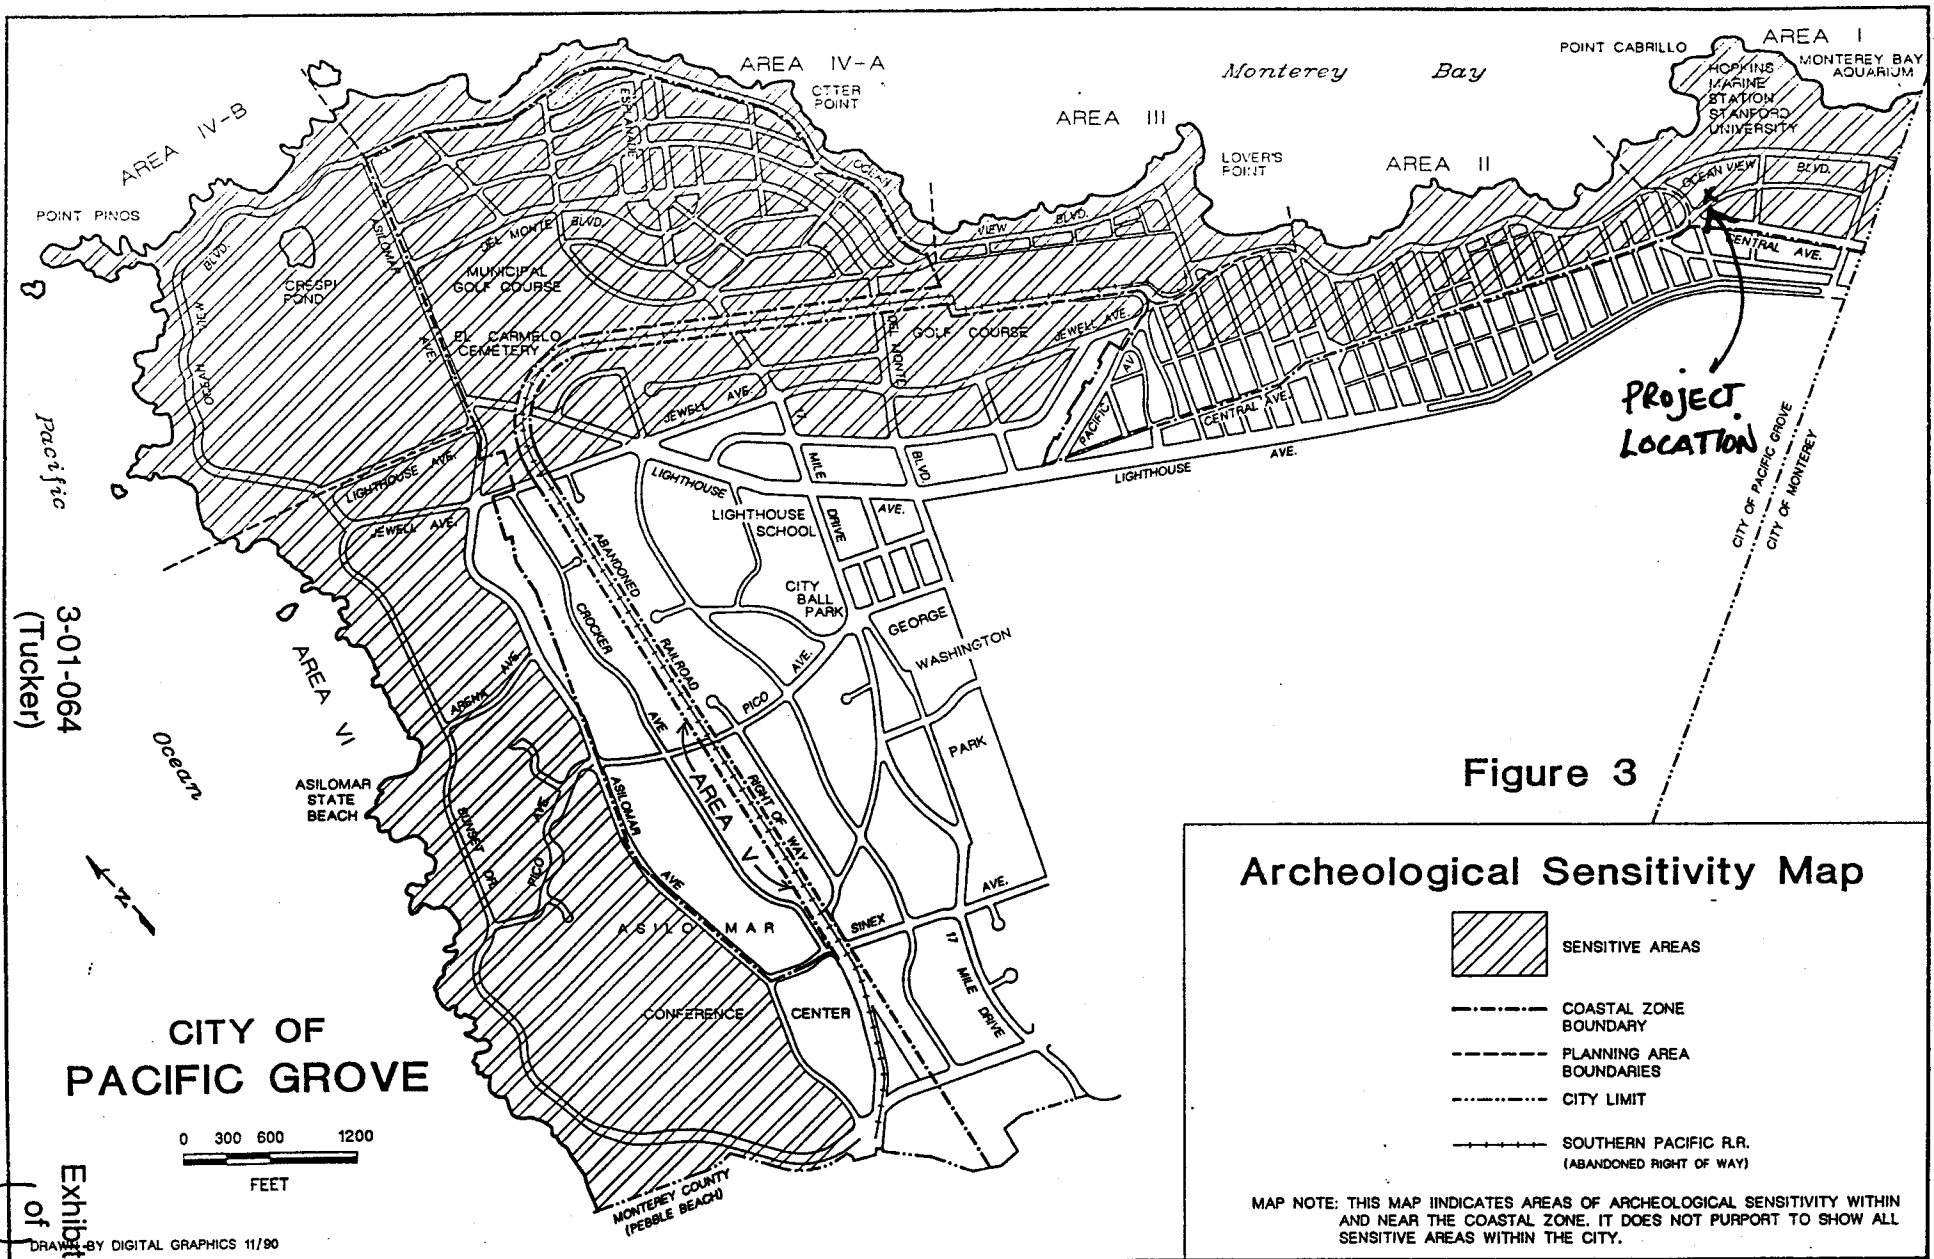 AREA I
POINT CABRILLO
MONTEREY BAY
AQUARIUM
HOPKINS
MARINE
STATION
STANFORD
UNIVERSITY
Monterey Bay
AREA IV-A
OTTER
POINT
AREA III
LOVER'S
POINT
AREA II
AREA IV-B
POINT PINOS
ESPLANADE
OCEAN
VIEW
BLVD.
OCEAN VIEW
BLVD.
CENTRAL
AVE.
BLVD.
VIEW
OCEAN
CRESPI
POND
ASILOMAR
AVE.
DEL MONTE
BLVD.
MUNICIPAL
GOLF COURSE
EL CARMELO
CEMETERY
GOLF COURSE
DEL MONTE
BLVD.
JEWELL AVE.
JEWELL AVE.
PACIFIC
AV
CENTRAL AVE.
LIGHTHOUSE
AVE.
PROJECT
LOCATION
CITY OF PACIFIC GROVE
CITY OF MONTEREY
Pacific
Ocean
LIGHTHOUSE AVE.
JEWELL AVE.
LIGHTHOUSE
AVE.
17
MILE
DRIVE
LIGHTHOUSE
SCHOOL
CITY
BALL
PARK
GEORGE
WASHINGTON
PARK
ABANDONED
RAILROAD
RIGHT OF WAY
CROCKER
AVE
PICO
AVE.
AREA V
AREA VI
ARENA AVE.
ASILOMAR
STATE
BEACH
SUNSET
DR.
PICO
AVE.
ASILOMAR
AVE
SINEX
AVE.
17
MILE
DRIVE
ASILOMAR
CONFERENCE CENTER
MONTEREY COUNTY
(PEBBLE BEACH)
3-01-064
(Tucker)
N
CITY OF
PACIFIC GROVE
0 300 600 1200
FEET
Exhibit
of
DRAWN BY DIGITAL GRAPHICS 11/90
Figure 3
Archeological Sensitivity Map
SENSITIVE AREAS
COASTAL ZONE
BOUNDARY
PLANNING AREA
BOUNDARIES
CITY LIMIT
SOUTHERN PACIFIC R.R.
(ABANDONED RIGHT OF WAY)
MAP NOTE: THIS MAP IINDICATES AREAS OF ARCHEOLOGICAL SENSITIVITY WITHIN
AND NEAR THE COASTAL ZONE. IT DOES NOT PURPORT TO SHOW ALL
SENSITIVE AREAS WITHIN THE CITY.